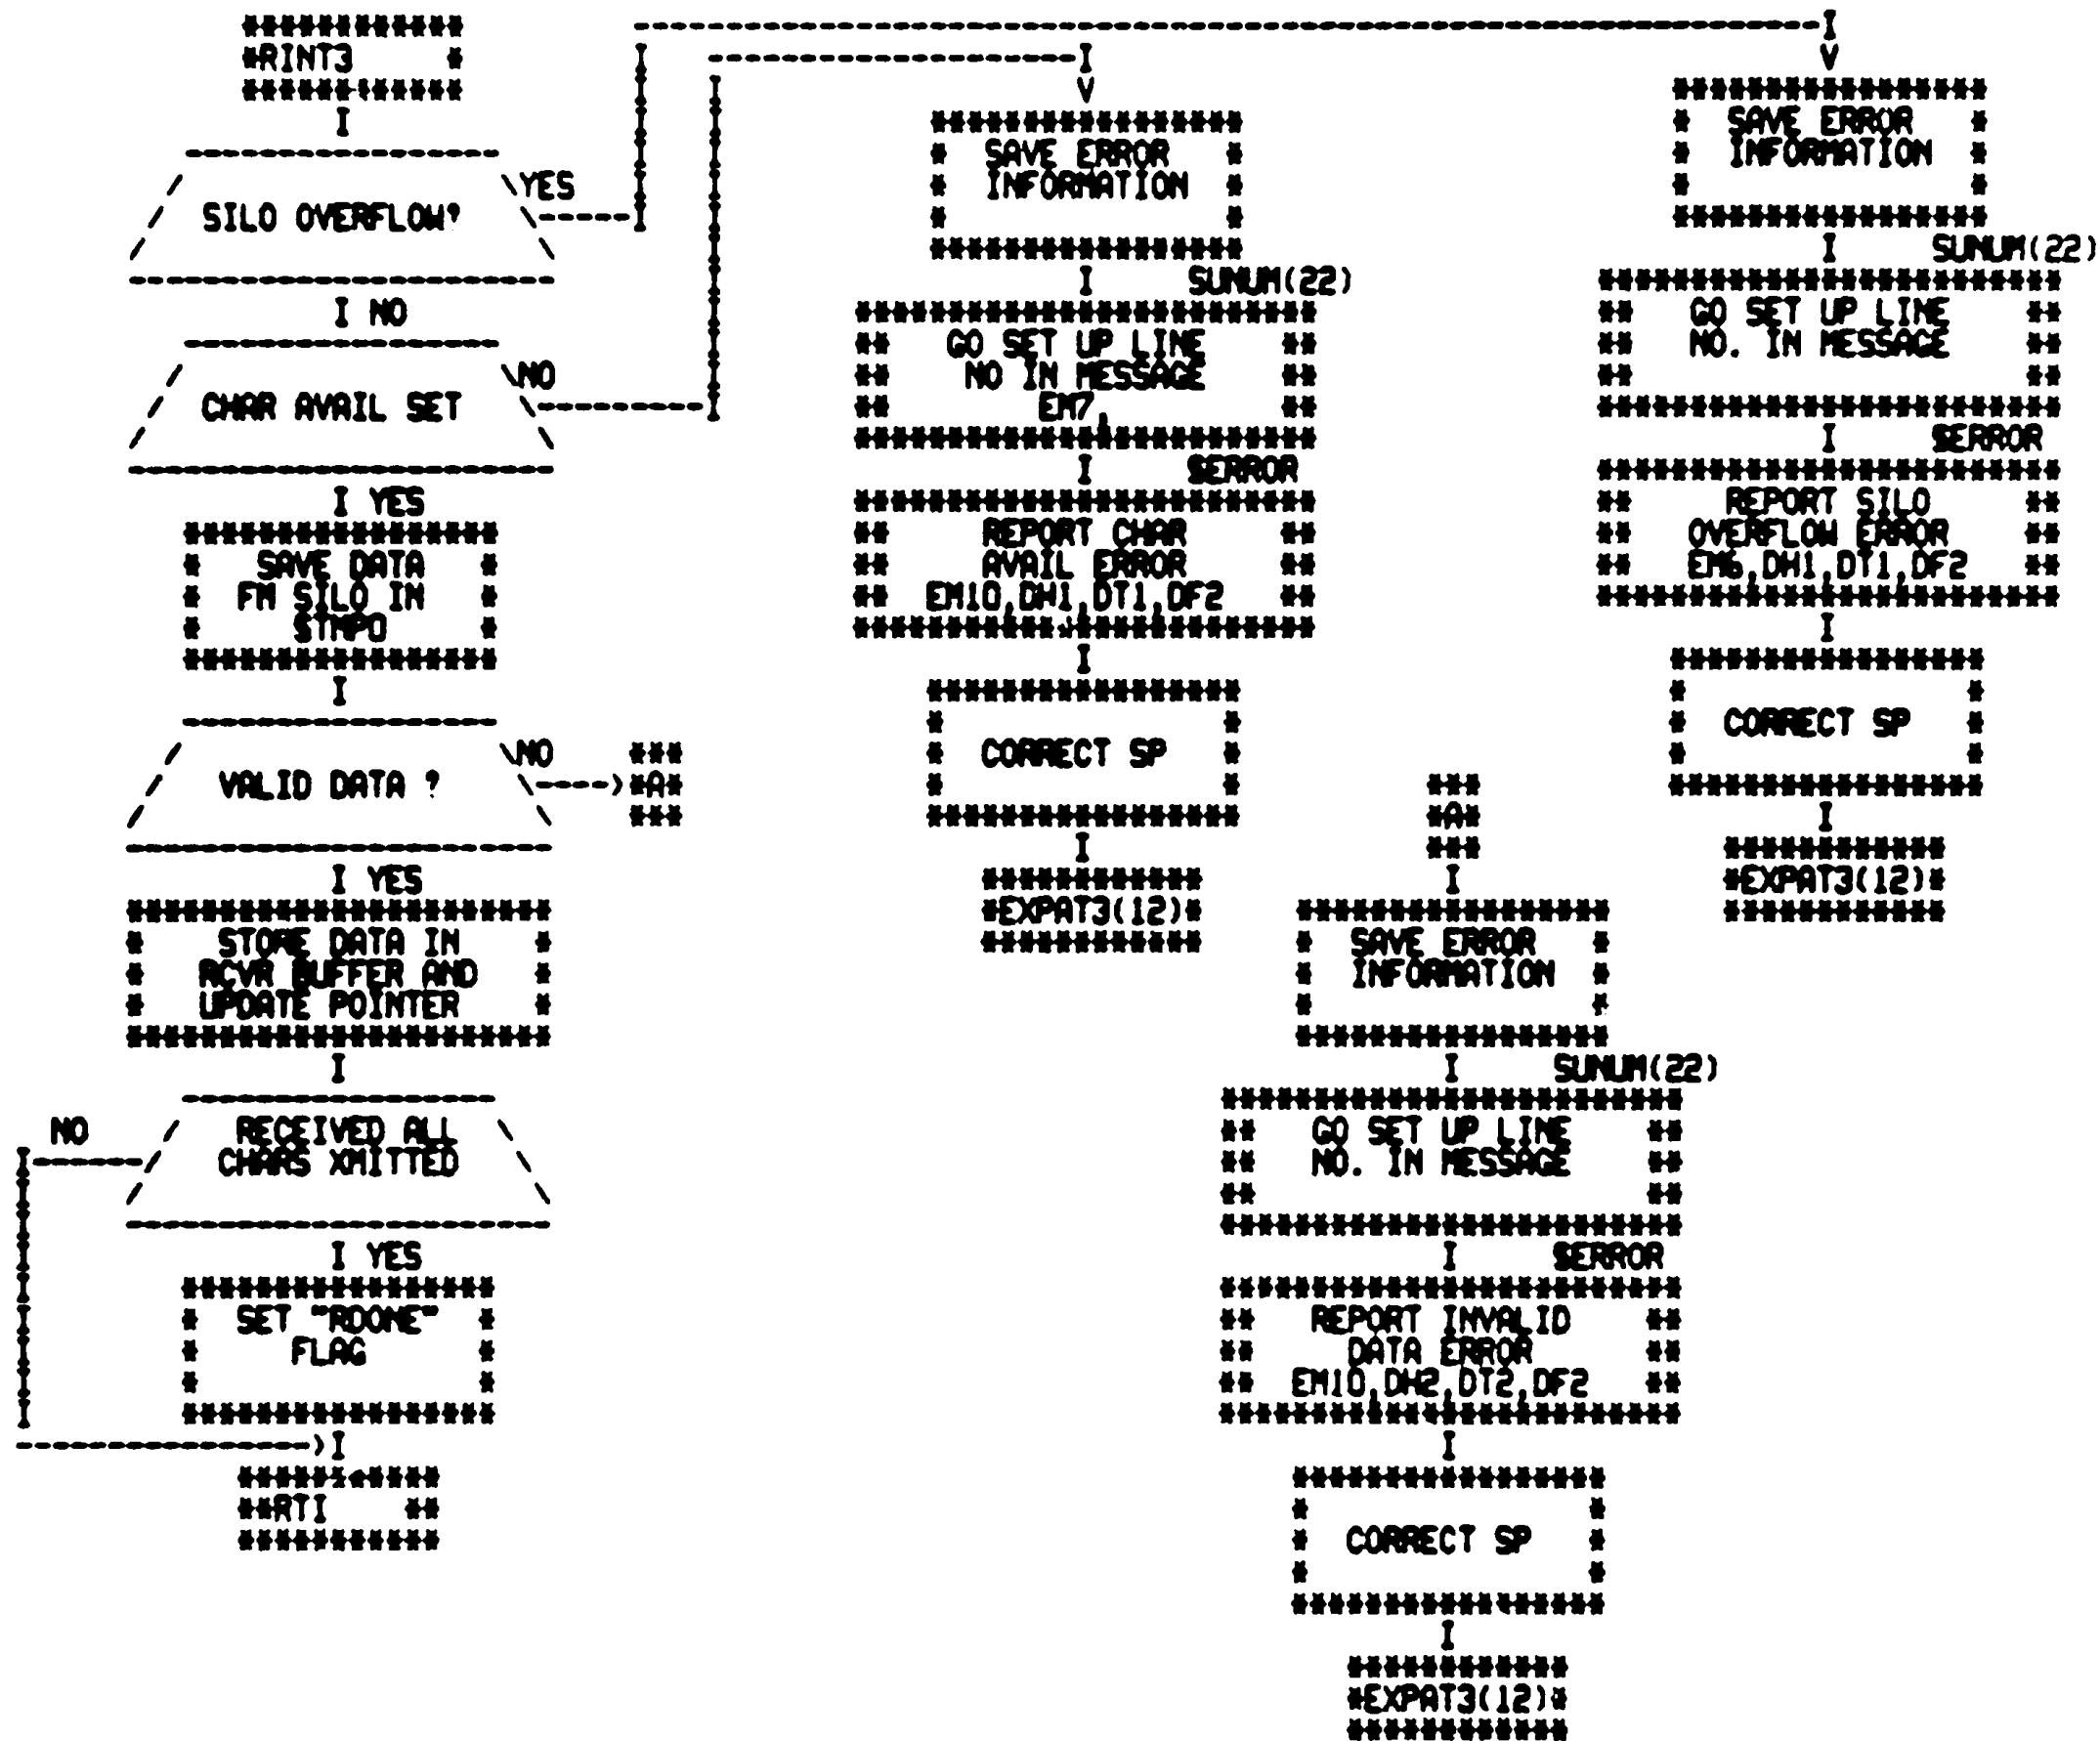 RINT3
SILO OVERFLOW?
YES
I NO
CHAR AVAIL SET
NO
I YES
SAVE DATA
FM SILO IN
STMP0
VALID DATA ?
NO
A
I YES
STORE DATA IN
RCVR BUFFER AND
UPDATE POINTER
RECEIVED ALL
CHARS XMITTED
NO
I YES
SET "RDONE"
FLAG
RTI
SAVE ERROR
INFORMATION
SUNUM(22)
GO SET UP LINE
NO IN MESSAGE
EM7,
$ERROR
REPORT CHAR
AVAIL ERROR
EM10,DH1,DT1,DF2
CORRECT SP
EXPAT3(12)
A
SAVE ERROR
INFORMATION
SUNUM(22)
GO SET UP LINE
NO. IN MESSAGE
$ERROR
REPORT INVALID
DATA ERROR
EM10,DH2,DT2,DF2
CORRECT SP
EXPAT3(12)
SAVE ERROR
INFORMATION
SUNUM(22)
GO SET UP LINE
NO. IN MESSAGE
$ERROR
REPORT SILO
OVERFLOW ERROR
EM6,DH1,DT1,DF2
CORRECT SP
EXPAT3(12)